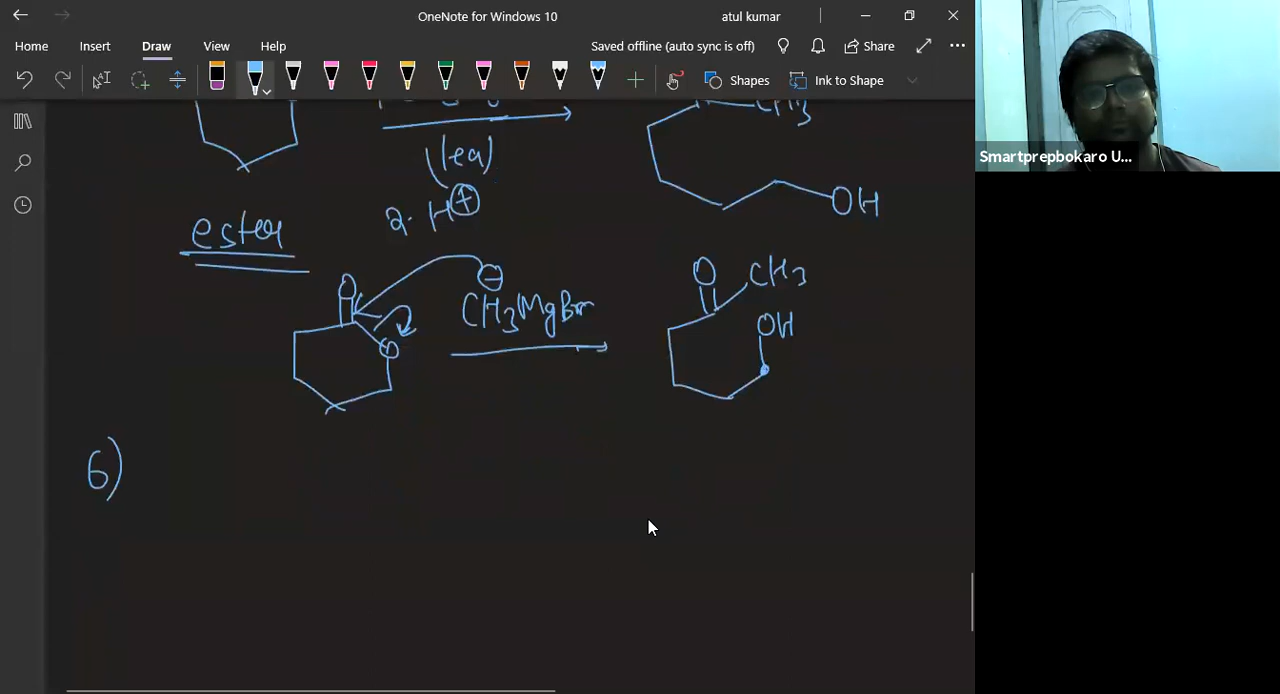 OneNote for Windows 10
atul kumar
Home Insert Draw View Help
Saved offline (auto sync is off)
Share
Shapes
Ink to Shape
Smartprepbokaro U...
CH3
(1eq)
2. H⊕
OH
ester
O
O
⊖
CH3MgBr
O
CH3
OH
6)